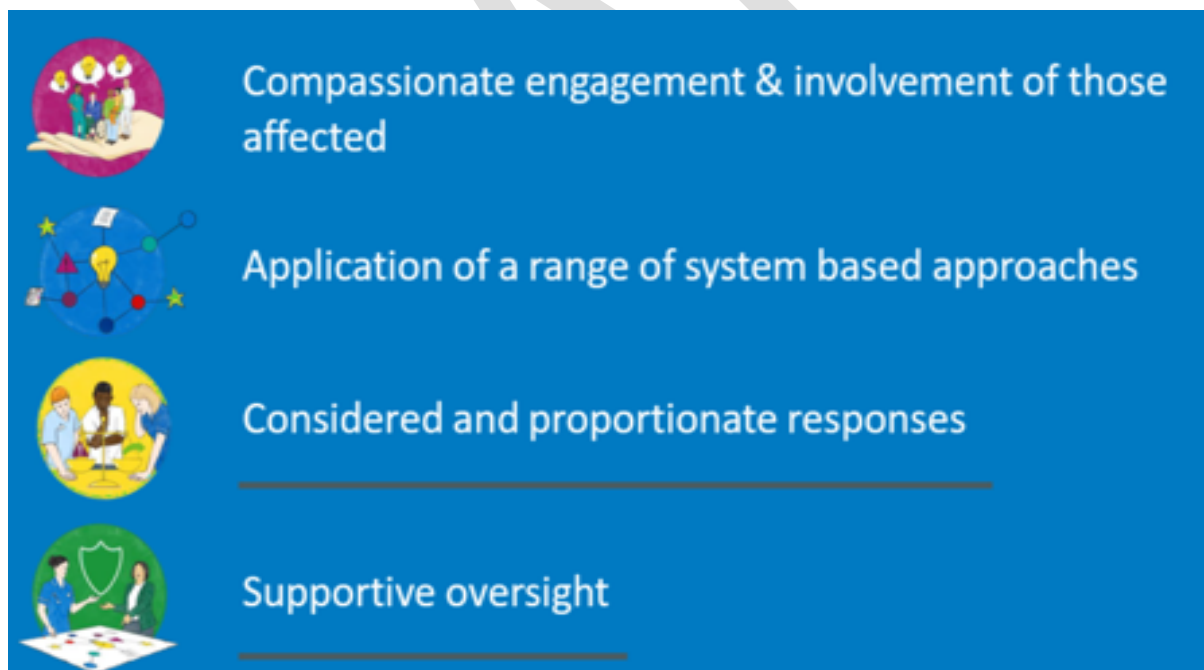 Compassionate engagement & involvement of those
affected
Application of a range of system based approaches
Considered and proportionate responses
Supportive oversight